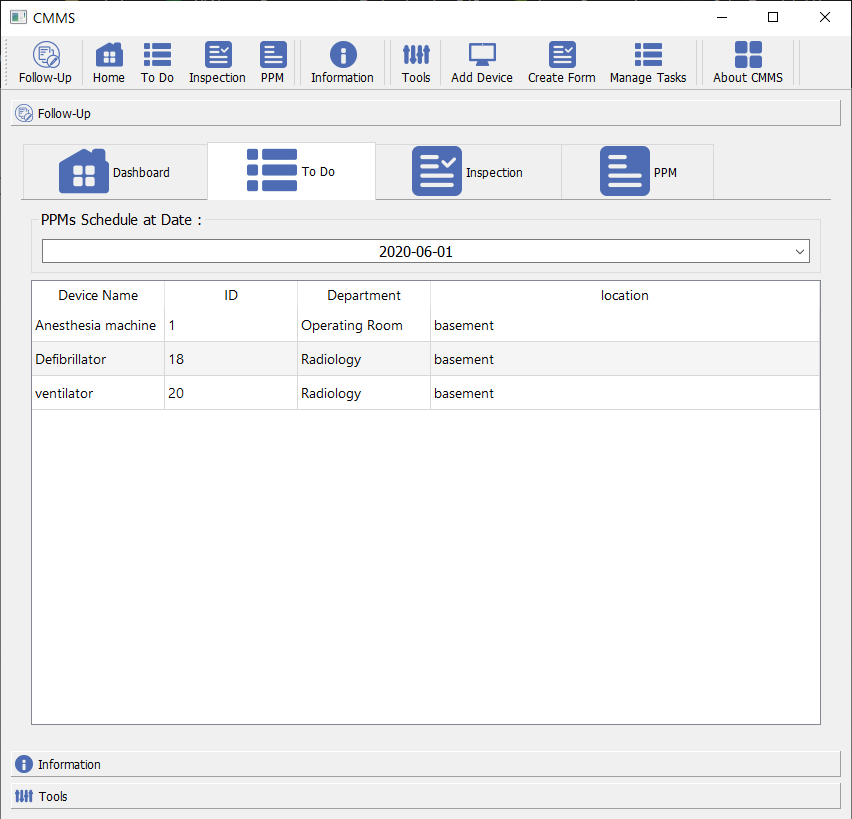 CMMS
Follow-Up Home To Do Inspection PPM Information Tools Add Device Create Form Manage Tasks About CMMS
Follow-Up
Dashboard To Do Inspection PPM
PPMs Schedule at Date :
2020-06-01
Device Name ID Department location
Anesthesia machine 1 Operating Room basement
Defibrillator 18 Radiology basement
ventilator 20 Radiology basement
Information
Tools